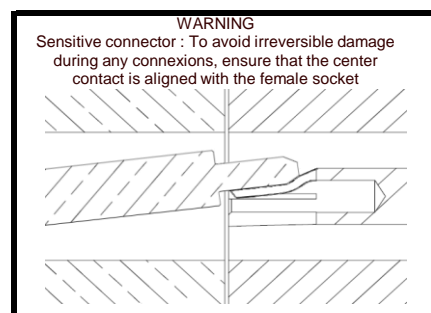 WARNING
Sensitive connector : To avoid irreversible damage
during any connexions, ensure that the center
contact is aligned with the female socket